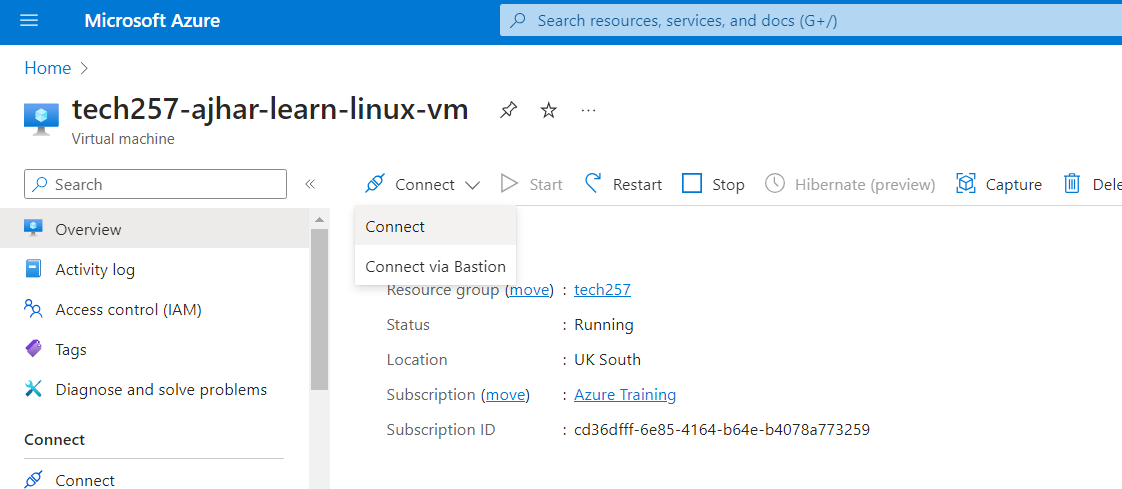 Microsoft Azure
Search resources, services, and docs (G+/)
Home
tech257-ajhar-learn-linux-vm
Virtual machine
Search
Connect Start Restart Stop Hibernate (preview) Capture Dele
Overview
Activity log
Access control (IAM)
Tags
Diagnose and solve problems
Connect
Connect
Connect
Connect via Bastion
Resource group (move) : tech257
Status : Running
Location : UK South
Subscription (move) : Azure Training
Subscription ID : cd36dfff-6e85-4164-b64e-b4078a773259